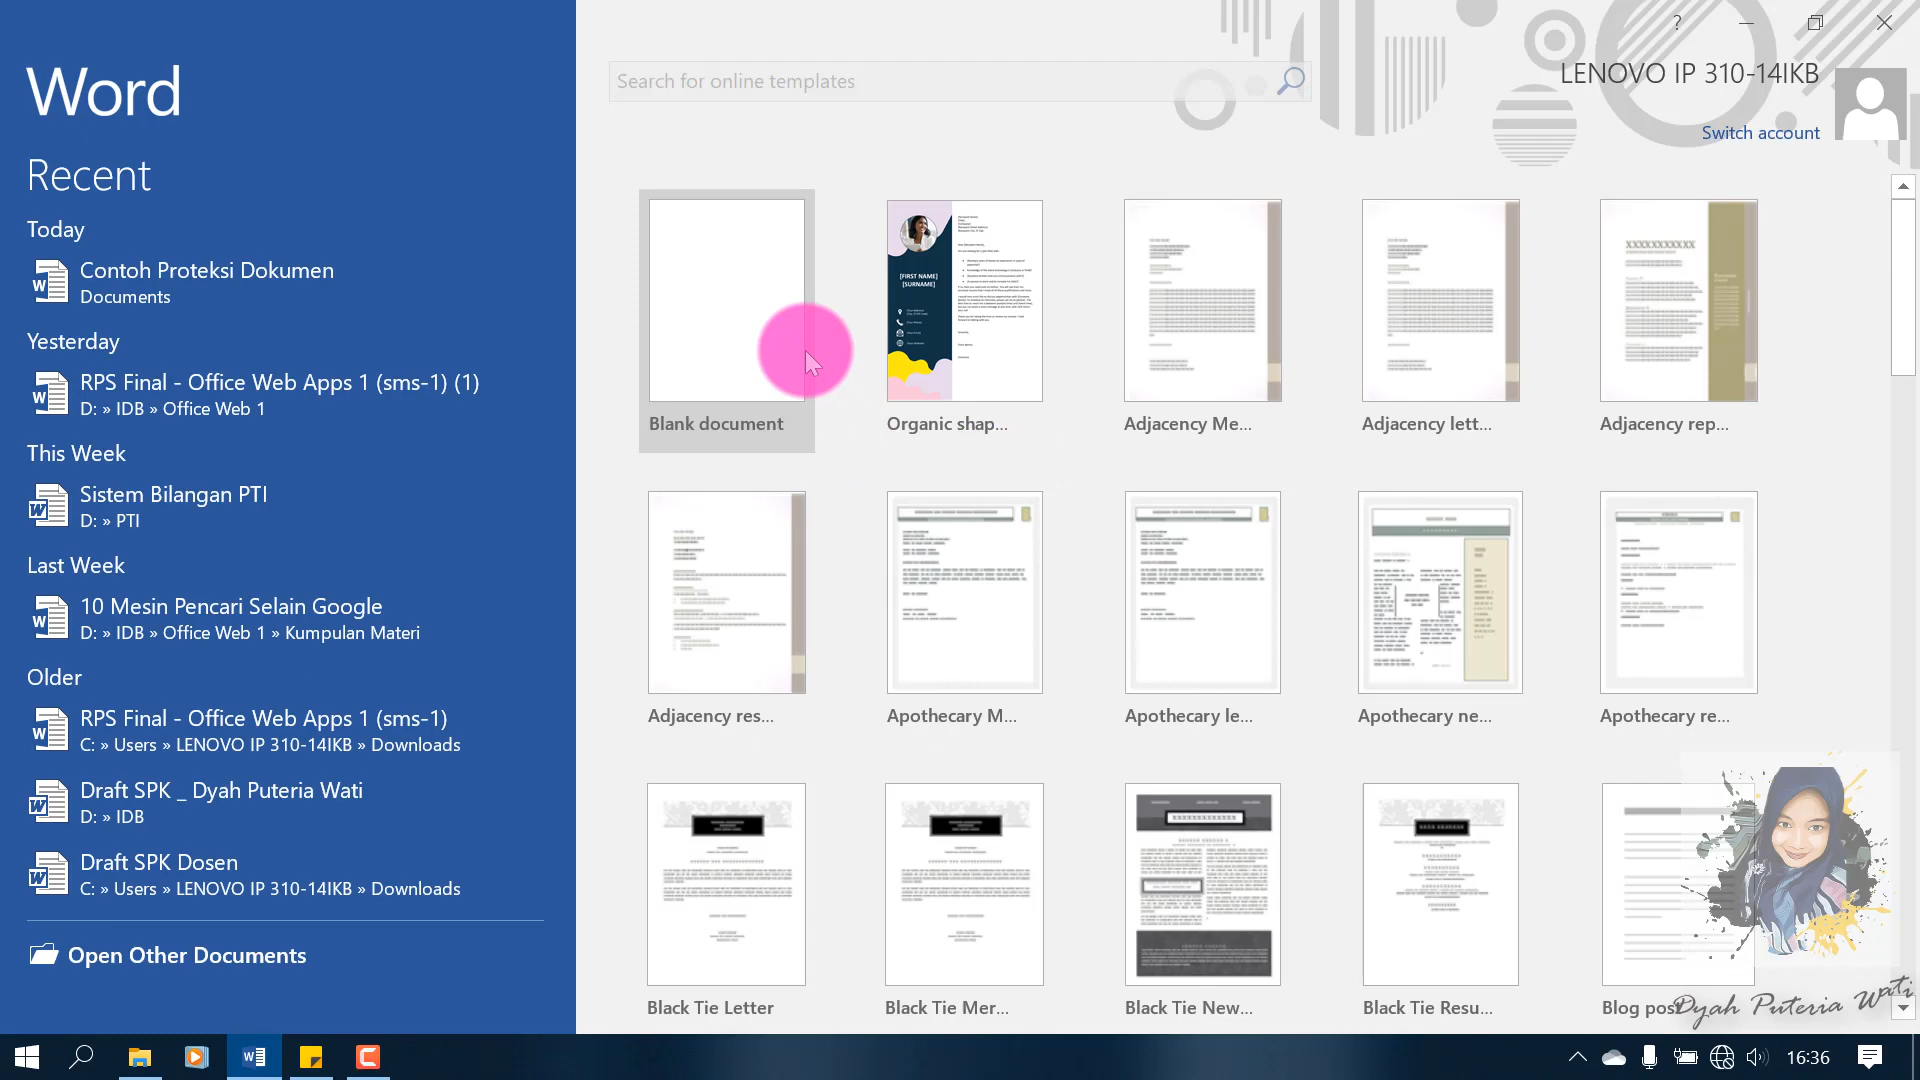 Word
Recent
Today
Contoh Proteksi Dokumen
Documents
Yesterday
RPS Final - Office Web Apps 1 (sms-1) (1)
D: » IDB » Office Web 1
This Week
Sistem Bilangan PTI
D: » PTI
Last Week
10 Mesin Pencari Selain Google
D: » IDB » Office Web 1 » Kumpulan Materi
Older
RPS Final - Office Web Apps 1 (sms-1)
C: » Users » LENOVO IP 310-14IKB » Downloads
Draft SPK _ Dyah Puteria Wati
D: » IDB
Draft SPK Dosen
C: » Users » LENOVO IP 310-14IKB » Downloads
Open Other Documents
Search for online templates
?
LENOVO IP 310-14IKB
Switch account
[FIRST NAME]
[SURNAME]
Blank document
Organic shap...
Adjacency Me...
Adjacency lett...
Adjacency rep...
Adjacency res...
Apothecary M...
Apothecary le...
Apothecary ne...
Apothecary re...
Black Tie Letter
Black Tie Mer...
Black Tie New...
Black Tie Resu...
Blog post
Dyah Puteria Wati
16:36